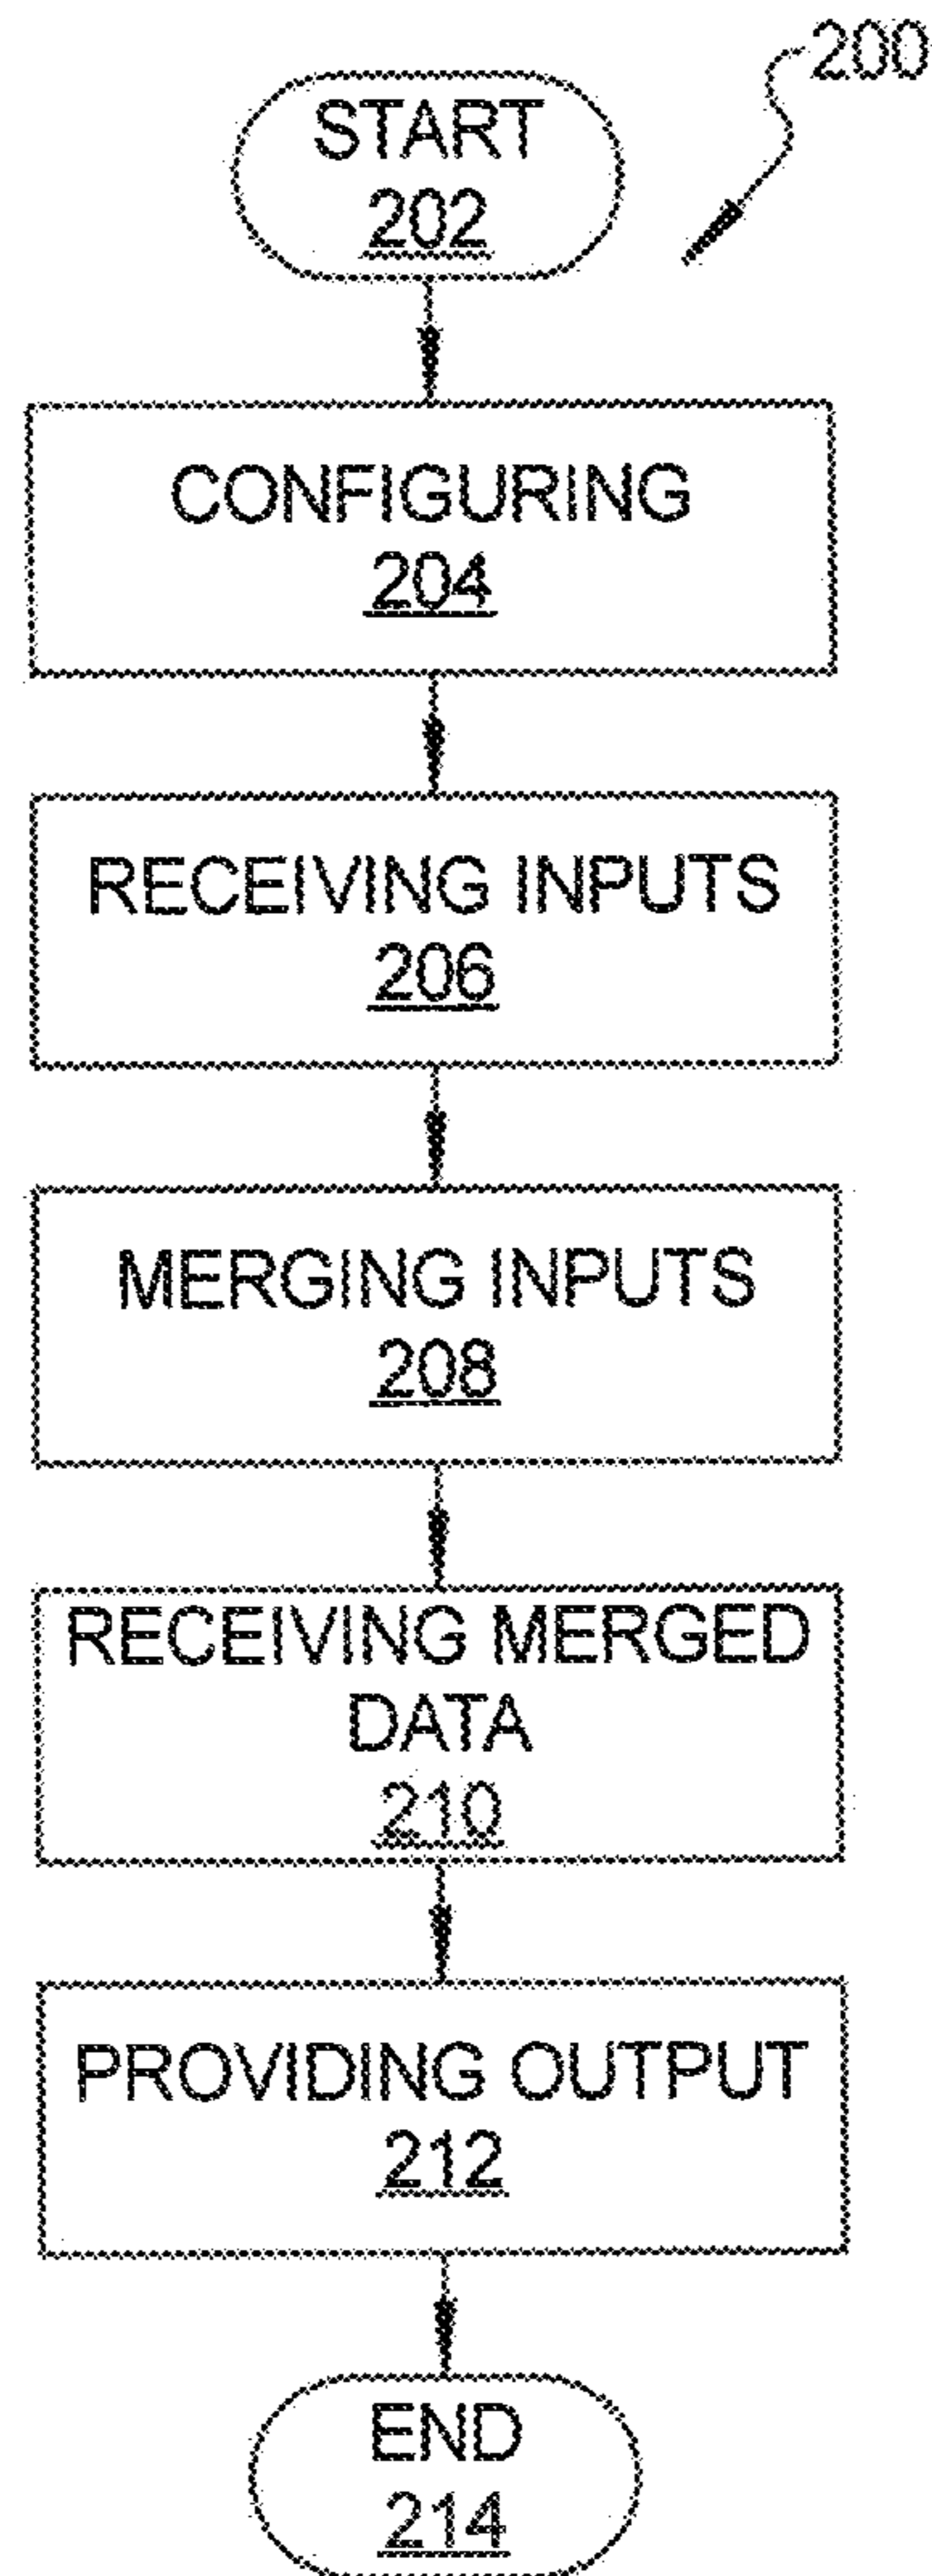 200
START
202
CONFIGURING
204
RECEIVING INPUTS
206
MERGING INPUTS
208
RECEIVING MERGED
DATA
210
PROVIDING OUTPUT
212
END
214